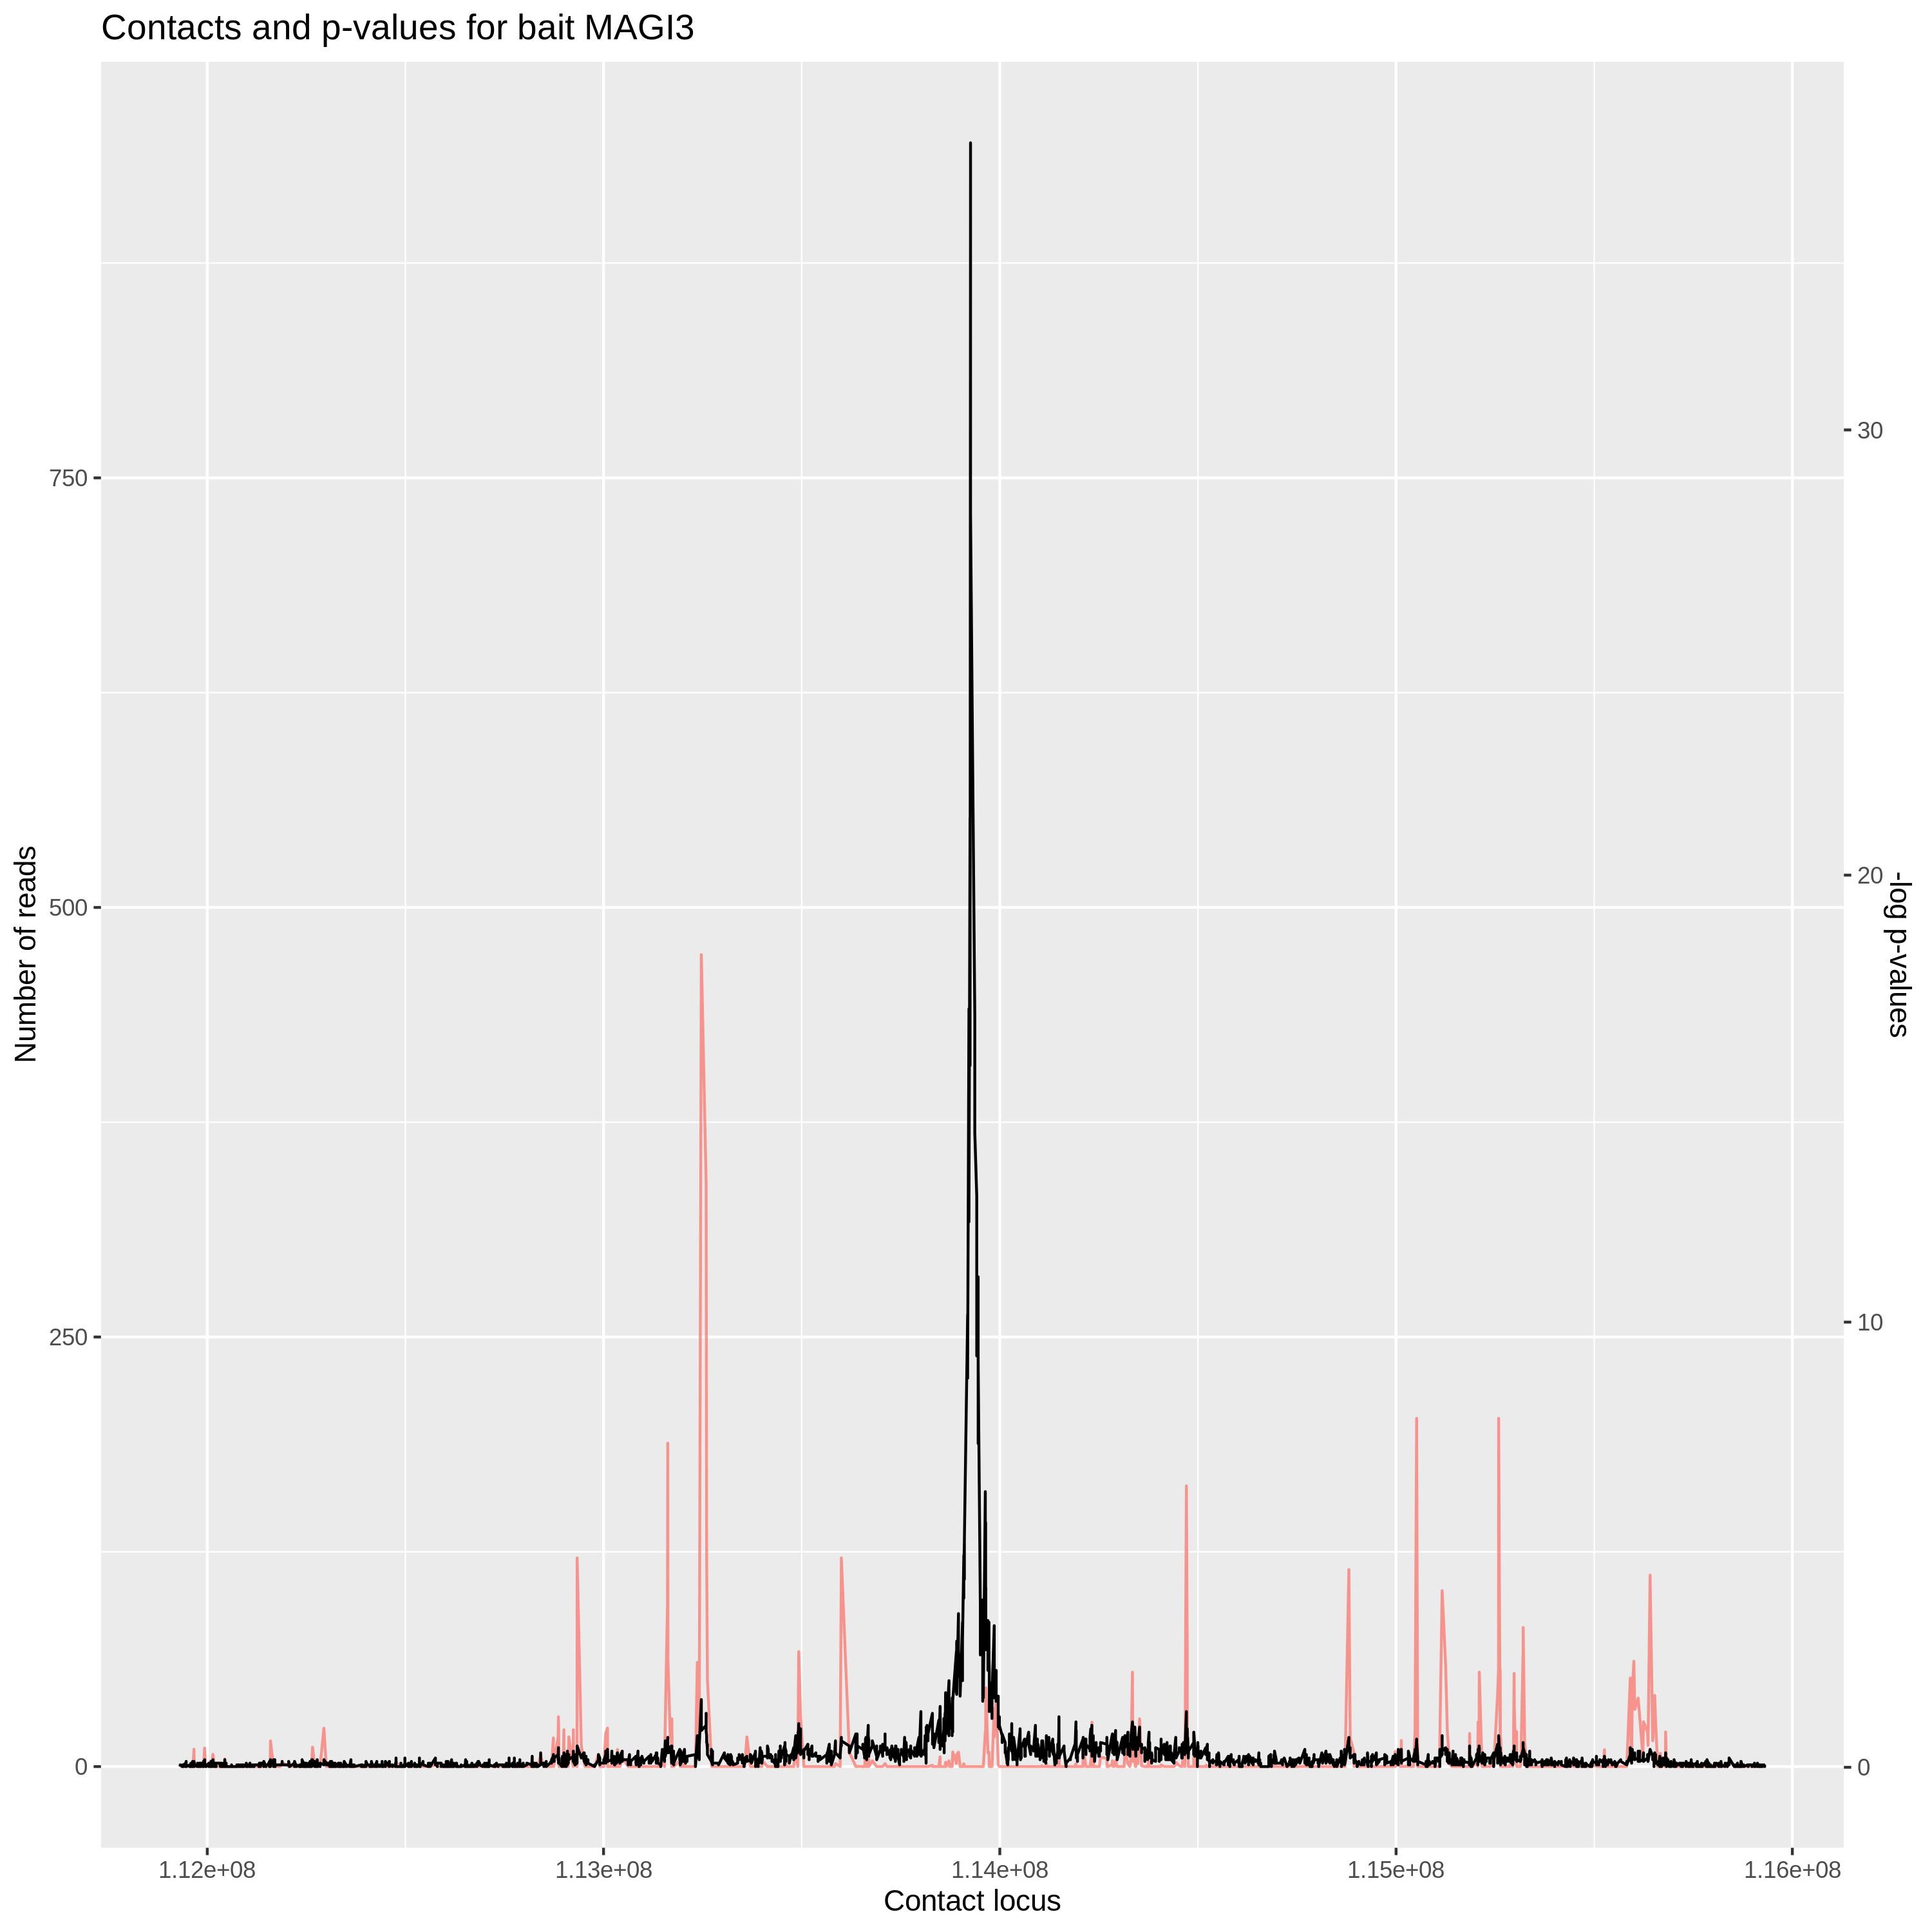 Contacts and p-values for bait MAGI3
Number of reads
750
500
250
0
30
20
10
0
-log p-values
1.12e+08
1.13e+08
1.14e+08
1.15e+08
1.16e+08
Contact locus